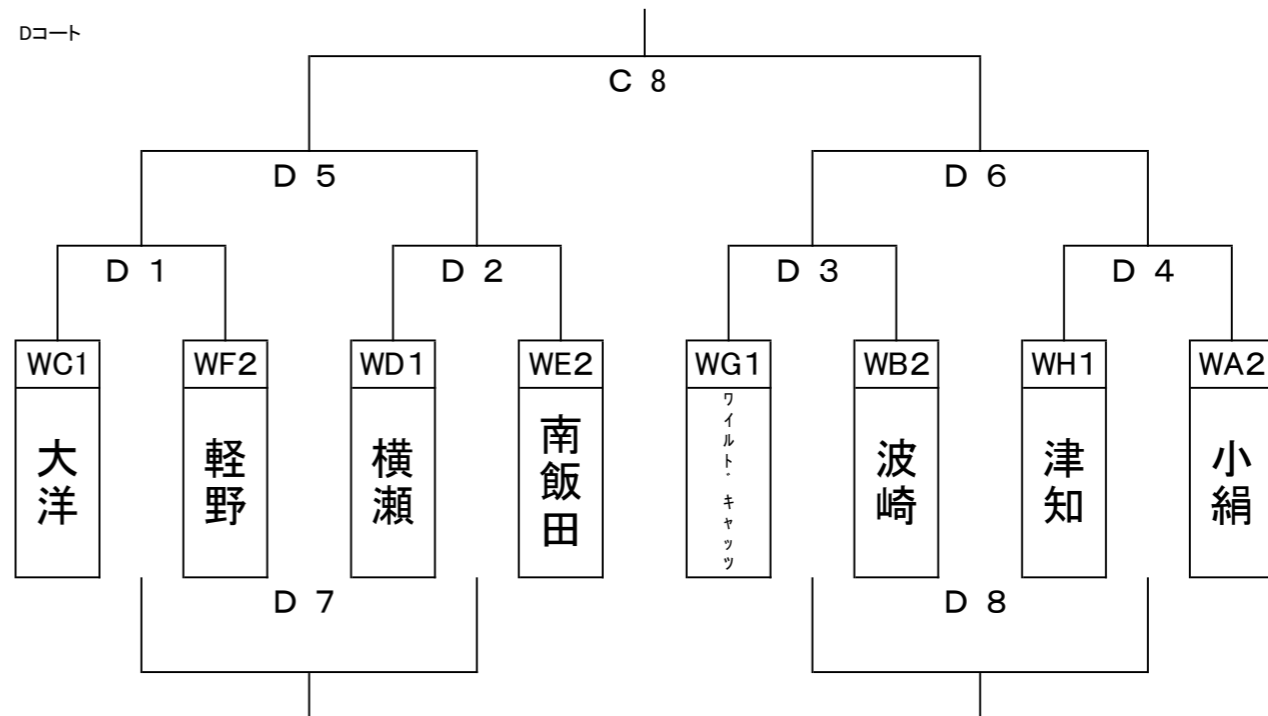 Dコート
C 8
D 5
D 6
D 1
D 2
D 3
D 4
WC1
WF2
WD1
WE2
WG1
WB2
WH1
WA2
大洋
軽野
横瀬
南飯田
ワイルド キャッツ
波崎
津知
小絹
D 7
D 8